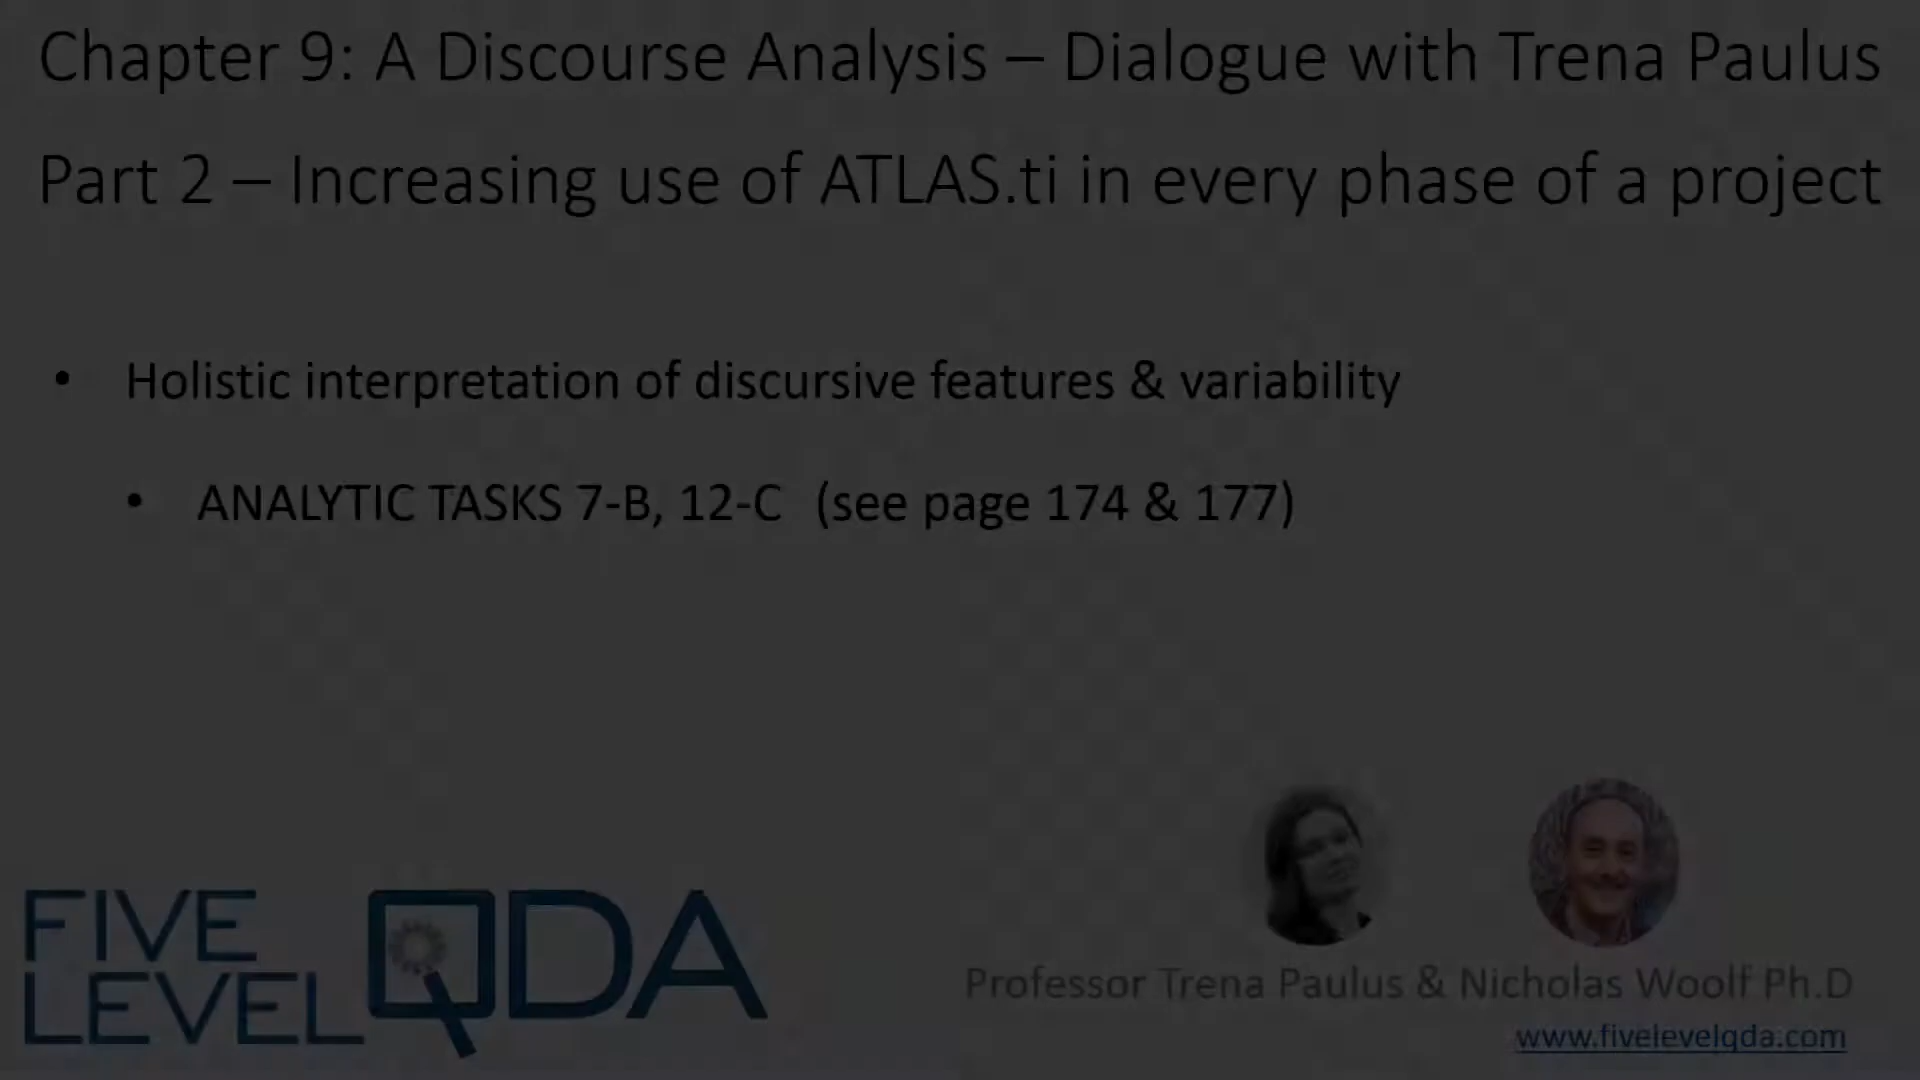 Chapter 9: A Discourse Analysis – Dialogue with Trena Paulus
Part 2 – Increasing use of ATLAS.ti in every phase of a project
• Holistic interpretation of discursive features & variability
• ANALYTIC TASKS 7-B, 12-C (see page 174 & 177)
FIVE
LEVEL QDA
Professor Trena Paulus & Nicholas Woolf Ph.D
www.fivelevelqda.com